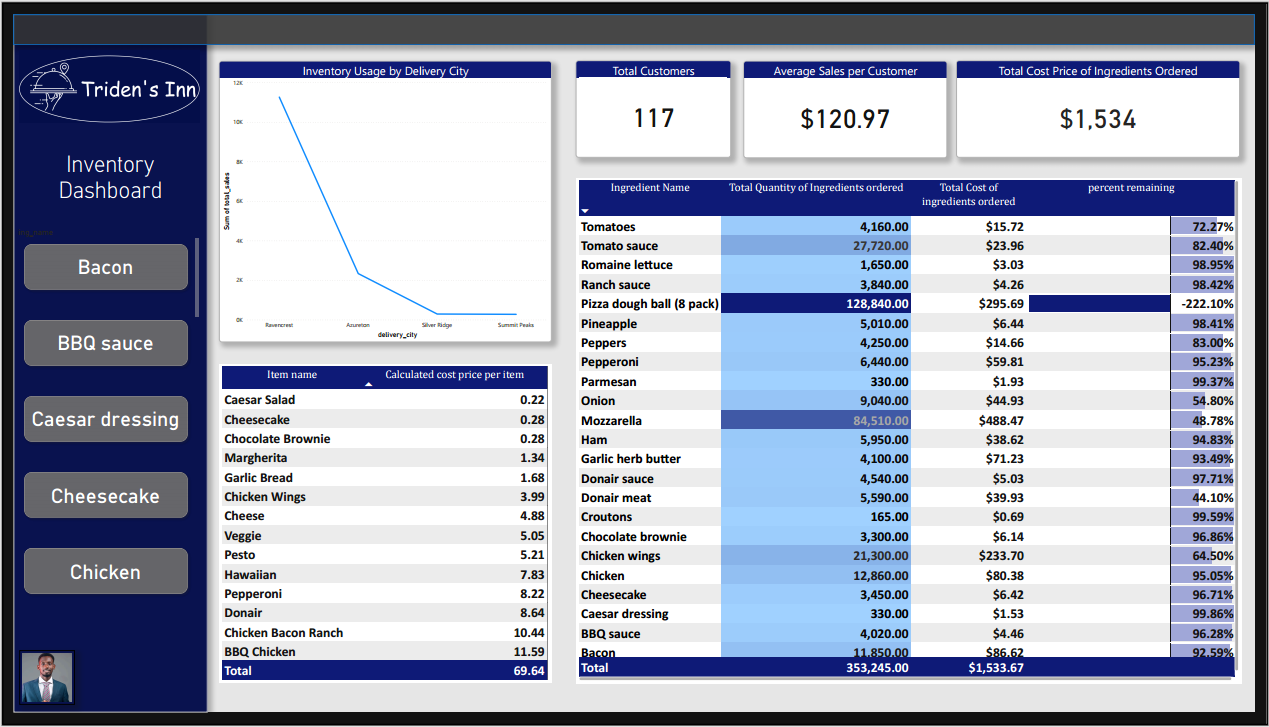 Triden's Inn
Inventory
Dashboard
ing_name
Bacon
BBQ sauce
Caesar dressing
Cheesecake
Chicken
Inventory Usage by Delivery City
12K
10K
8K
6K
4K
2K
0K
Sum of total_sales
Ravencrest Azureton Silver Ridge Summit Peaks
delivery_city
Item name Calculated cost price per item
Caesar Salad 0.22
Cheesecake 0.28
Chocolate Brownie 0.28
Margherita 1.34
Garlic Bread 1.68
Chicken Wings 3.99
Cheese 4.88
Veggie 5.05
Pesto 5.21
Hawaiian 7.83
Pepperoni 8.22
Donair 8.64
Chicken Bacon Ranch 10.44
BBQ Chicken 11.59
Total 69.64
Total Customers
117
Average Sales per Customer
$120.97
Total Cost Price of Ingredients Ordered
$1,534
Ingredient Name Total Quantity of Ingredients ordered Total Cost of percent remaining
ingredients ordered
Tomatoes 4,160.00 $15.72 72.27%
Tomato sauce 27,720.00 $23.96 82.40%
Romaine lettuce 1,650.00 $3.03 98.95%
Ranch sauce 3,840.00 $4.26 98.42%
Pizza dough ball (8 pack) 128,840.00 $295.69 -222.10%
Pineapple 5,010.00 $6.44 98.41%
Peppers 4,250.00 $14.66 83.00%
Pepperoni 6,440.00 $59.81 95.23%
Parmesan 330.00 $1.93 99.37%
Onion 9,040.00 $44.93 54.80%
Mozzarella 84,510.00 $488.47 48.78%
Ham 5,950.00 $38.62 94.83%
Garlic herb butter 4,100.00 $71.23 93.49%
Donair sauce 4,540.00 $5.03 97.71%
Donair meat 5,590.00 $39.93 44.10%
Croutons 165.00 $0.69 99.59%
Chocolate brownie 3,300.00 $6.14 96.86%
Chicken wings 21,300.00 $233.70 64.50%
Chicken 12,860.00 $80.38 95.05%
Cheesecake 3,450.00 $6.42 96.71%
Caesar dressing 330.00 $1.53 99.86%
BBQ sauce 4,020.00 $4.46 96.28%
Bacon 11,850.00 $86.62 92.59%
Total 353,245.00 $1,533.67